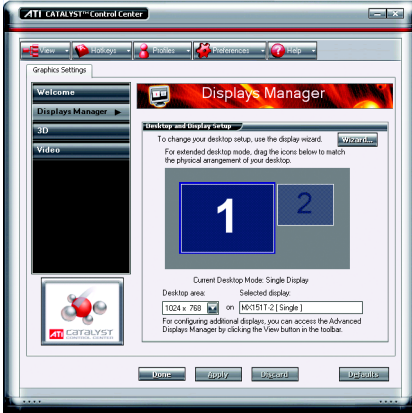 ATI CATALYST™ Control Center
View Hotkeys Profiles Preferences Help
Graphics Settings
Welcome
Displays Manager
3D
Video
Displays Manager
Desktop and Display Setup
To change your desktop setup, use the display wizard. Wizard...
For extended desktop mode, drag the icons below to match
the physical arrangement of your desktop.
1 2
Current Desktop Mode: Single Display
Desktop area: Selected display:
1024 x 768 on MX151T-2 [ Single ]
For configuring additional displays, you can access the Advanced
Displays Manager by clicking the View button in the toolbar.
ATI CATALYST
CONTROL CENTER
Done Apply Discard Defaults